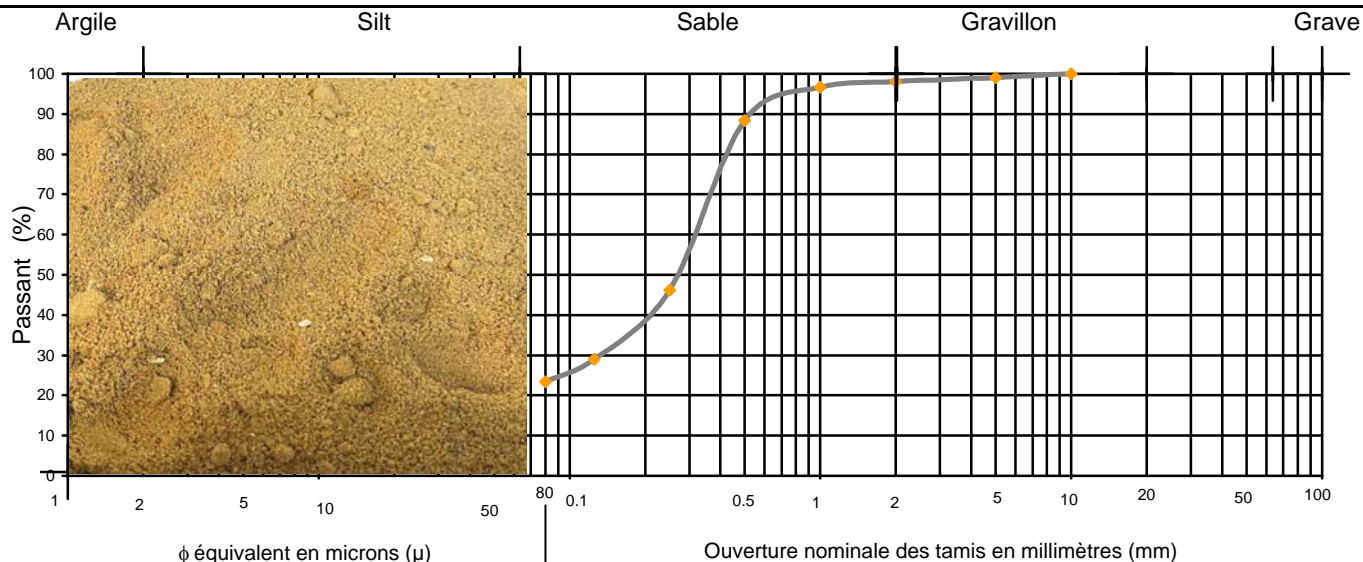 Argile Silt Sable Gravillon Grave
100
90
80
70
60
50
40
30
20
10
0
Passant (%)
1 2 5 10 50 80 0.1 0.5 1 2 5 10 20 50 100
ϕ équivalent en microns (µ) Ouverture nominale des tamis en millimètres (mm)